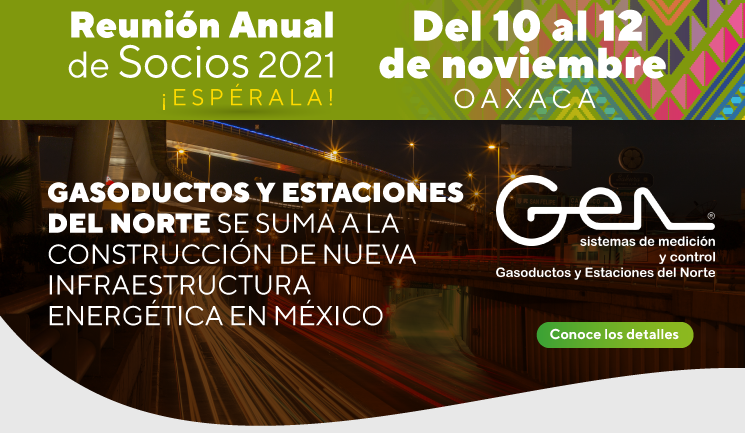 Reunión Anual
de Socios 2021
¡ESPÉRALA!
Del 10 al 12
de noviembre
OAXACA
GASODUCTOS Y ESTACIONES
DEL NORTE SE SUMA A LA
CONSTRUCCIÓN DE NUEVA
INFRAESTRUCTURA
ENERGÉTICA EN MÉXICO
Gen®
sistemas de medición
y control
Gasoductos y Estaciones del Norte
Conoce los detalles